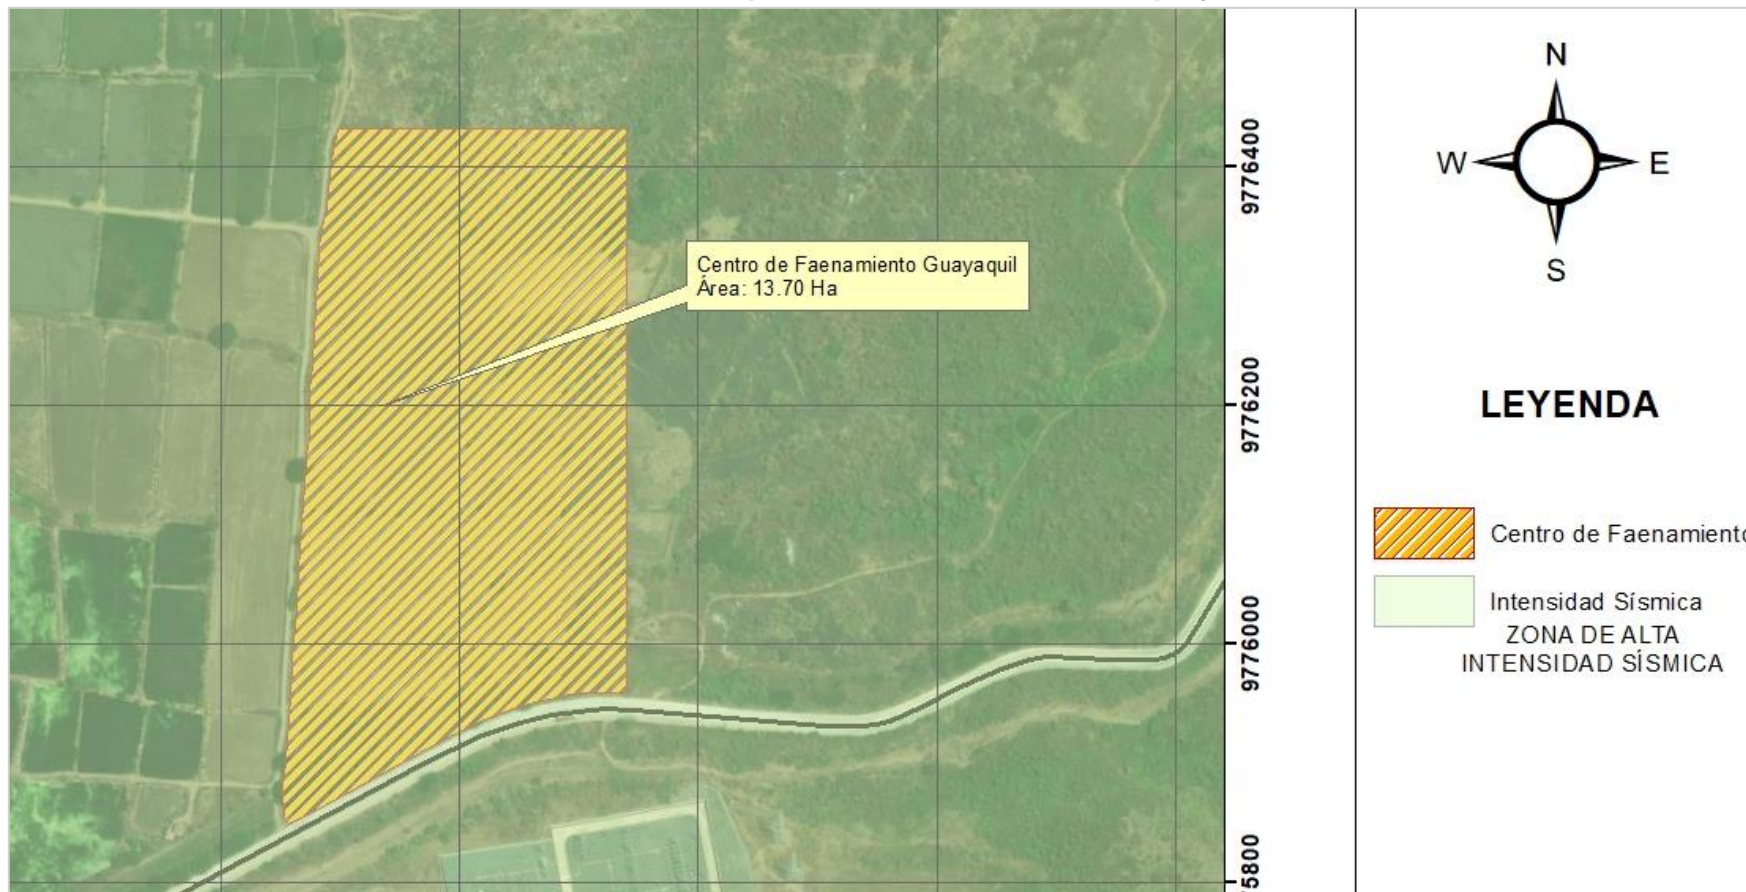 Centro de Faenamiento Guayaquil
Área: 13.70 Ha
9776400
9776200
9776000
5800
N
W
E
S
LEYENDA
Centro de Faenamiento
Intensidad Sísmica
ZONA DE ALTA
INTENSIDAD SÍSMICA